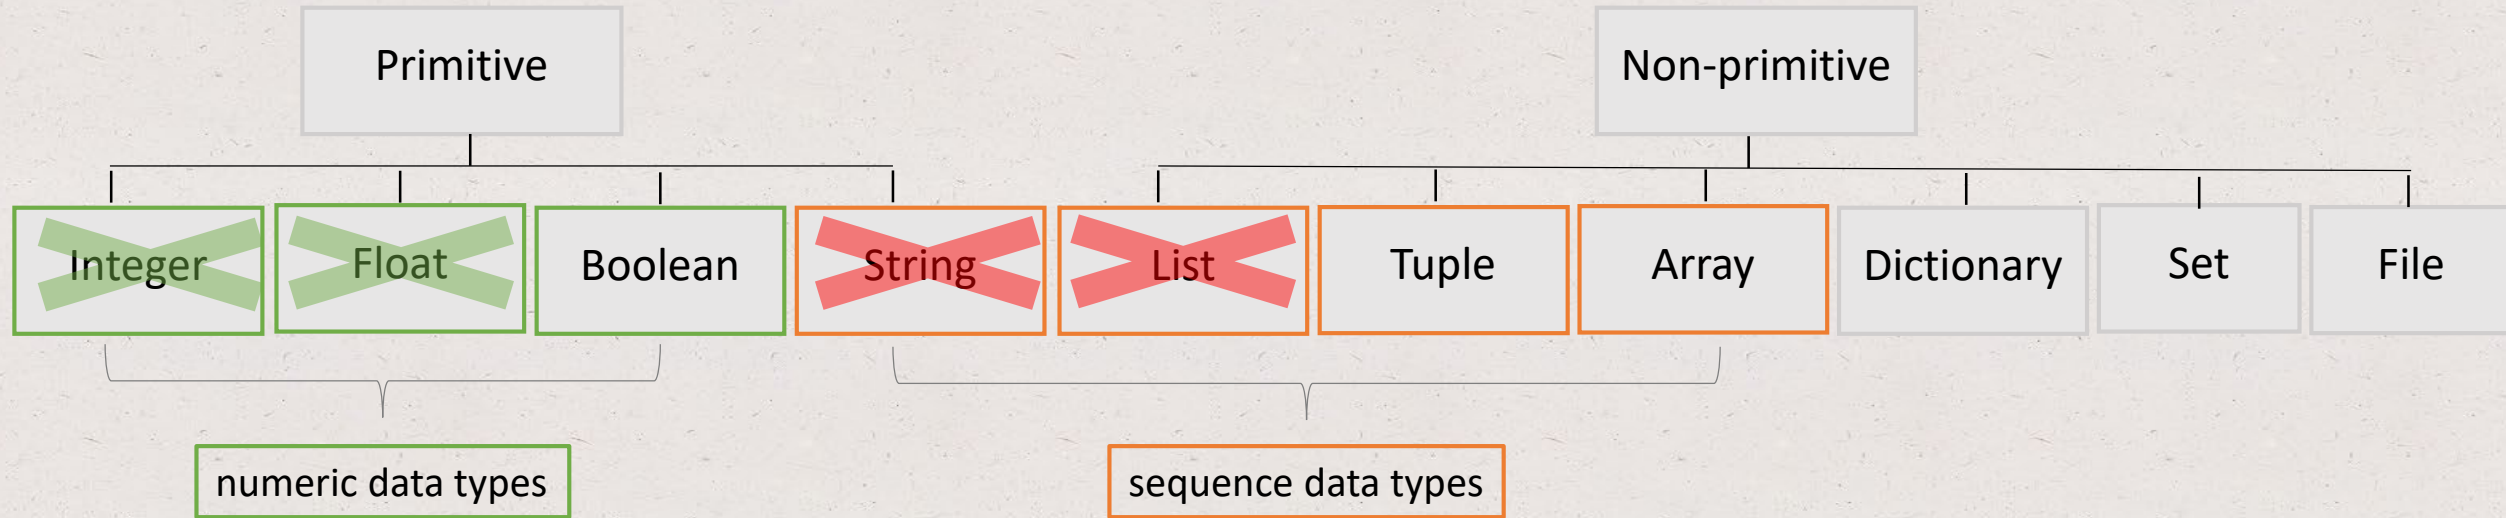 Primitive
Non-primitive
Integer
Float
Boolean
String
List
Tuple
Array
Dictionary
Set
File
numeric data types
sequence data types